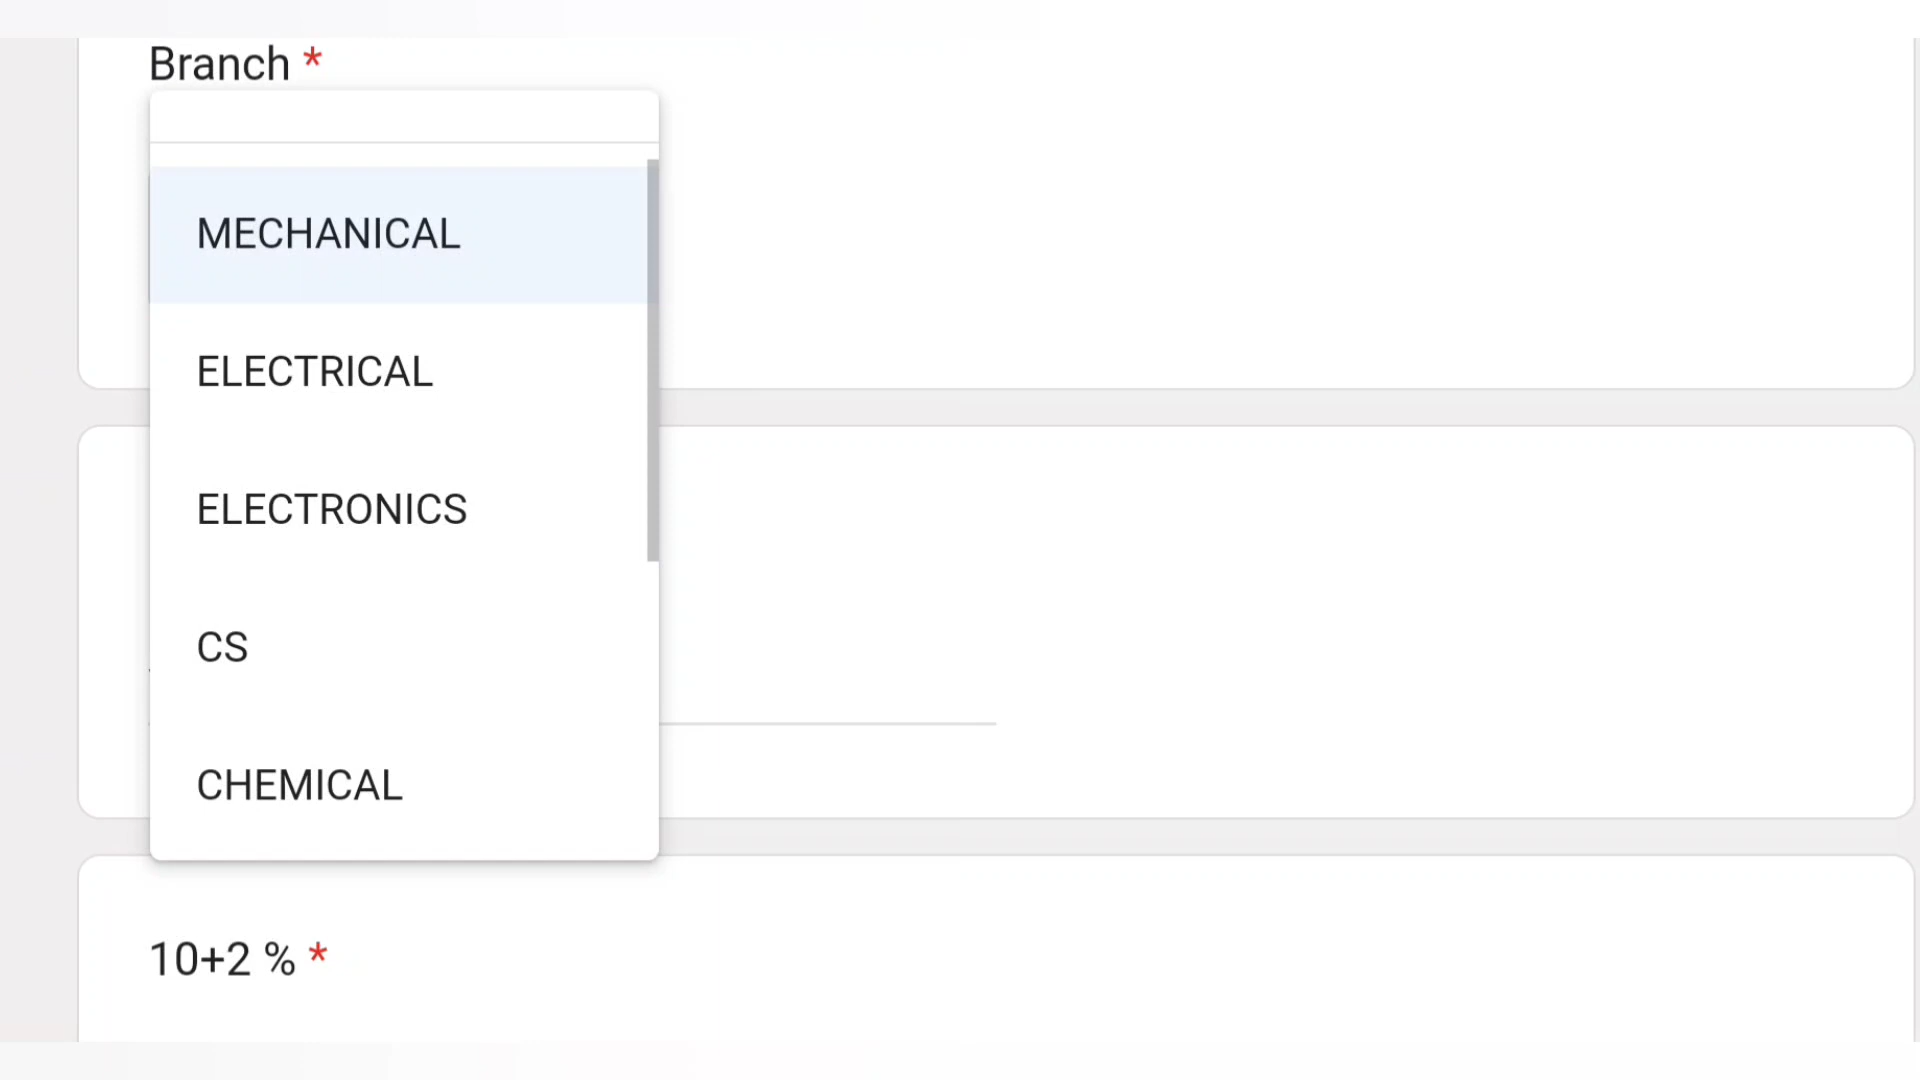 Branch *
MECHANICAL
ELECTRICAL
ELECTRONICS
CS
CHEMICAL
10+2 % *